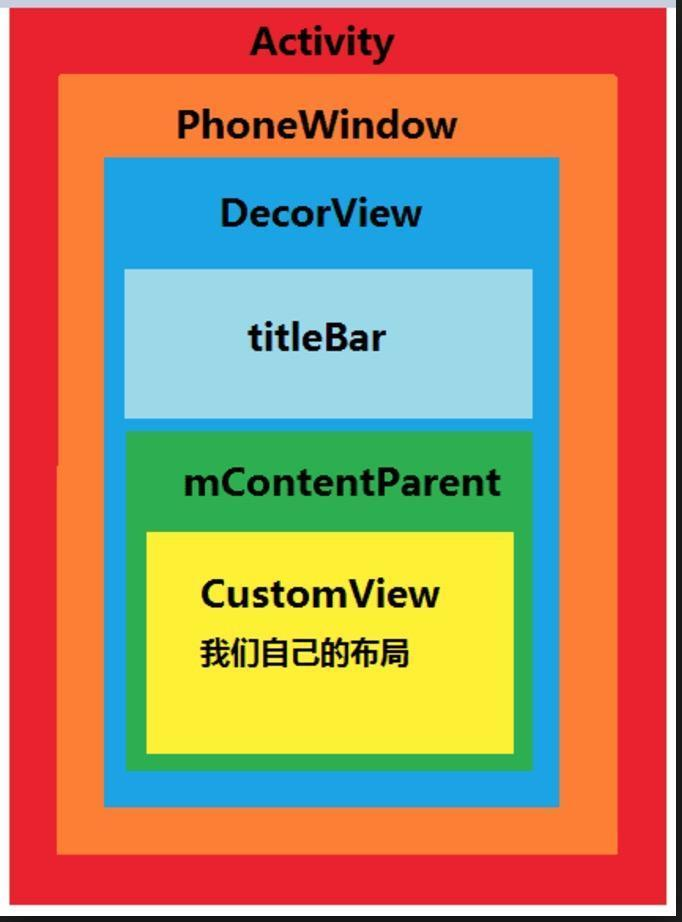 Activity
PhoneWindow
DecorView
titleBar
mContentParent
CustomView
我们自己的布局